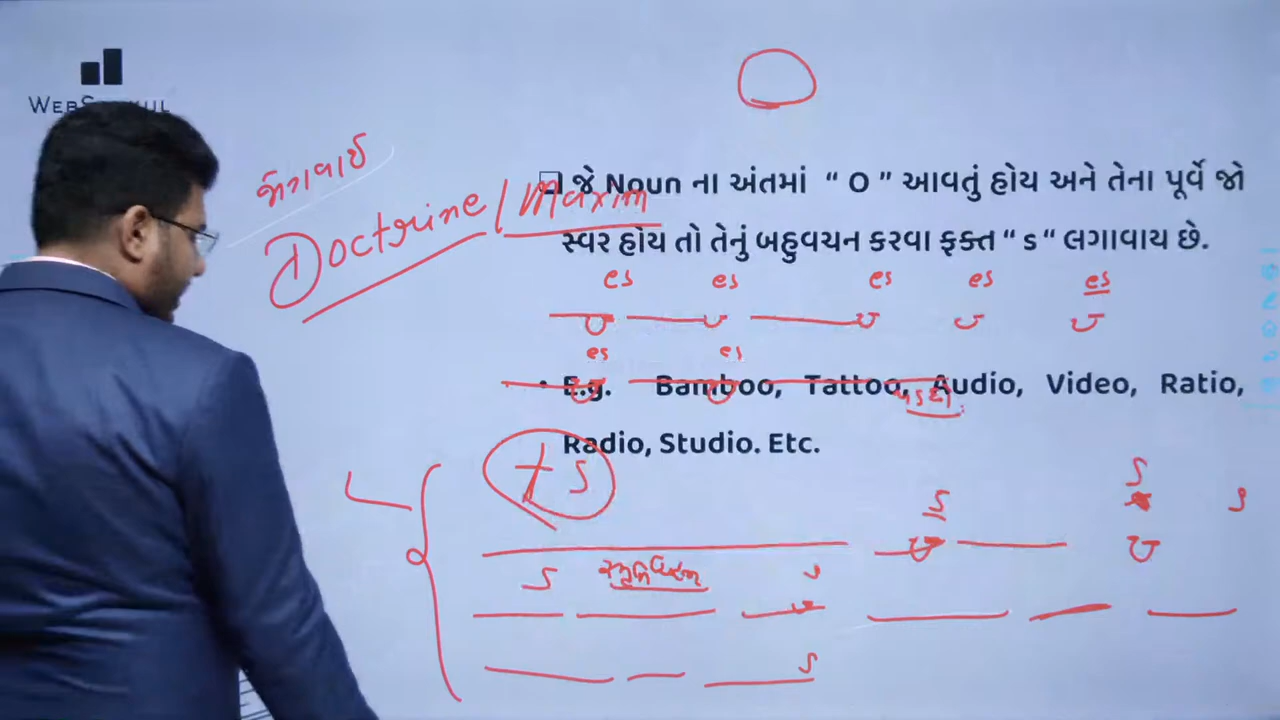 જોગવાઈ
Doctrine / Maxim
❑ જે Noun ના અંતમાં “ O ” આવતું હોય અને તેના પૂર્વે જો
સ્વર હોય તો તેનું બહુવચન કરવા ફક્ત “ s “ લગાવાય છે.
es es es es es
es es
• E.g. Bamboo, Tattoo, Audio, Video, Ratio,
Radio, Studio. Etc.
+ s
s s s
s s
s